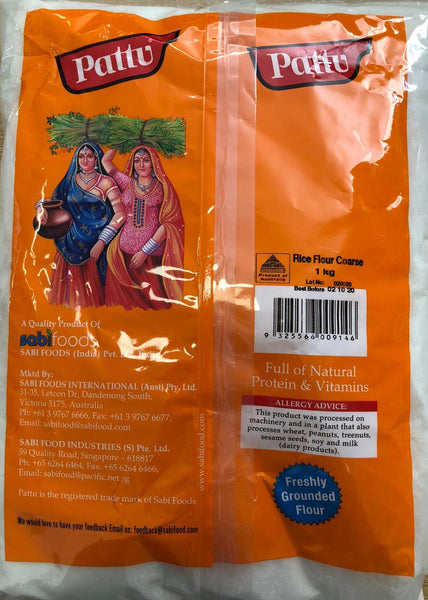 Pattu
A Quality Product Of
sabifoods
SABI FOODS (India) Pvt.
Mktd By:
SABI FOODS INTERNATIONAL (Aust) Pty, Ltd.
31-35, Letcon Dr, Dandenong South,
Victoria 3175, Australia
Ph: +61 3 9767 6666, Fax: +61 3 9767 6677,
Email: sabifood@sabifood.com
SABI FOOD INDUSTRIES (S) Pte. Ltd.
59 Quality Road, Singapore – 618817
Ph: +65 6264 6464, Fax: +65 6264 6466,
Email: sabifood@pacific.net.sg
Pattu is the registered trade mark of Sabi Foods
We would love to have your feedback Email us: feedback@sabifood.com
www.sabifood.com
Pattu
Product of
Australia
Rice Flour Coarse
1 kg
Lot No:
Best Before 02 10 20
9 325566 009146
Full of Natural
Protein & Vitamins
ALLERGY ADVICE:
This product was processed on
machinery and in a plant that also
processes wheat, peanuts, treenuts,
sesame seeds, soy and milk
(dairy products).
Freshly
Grounded
Flour